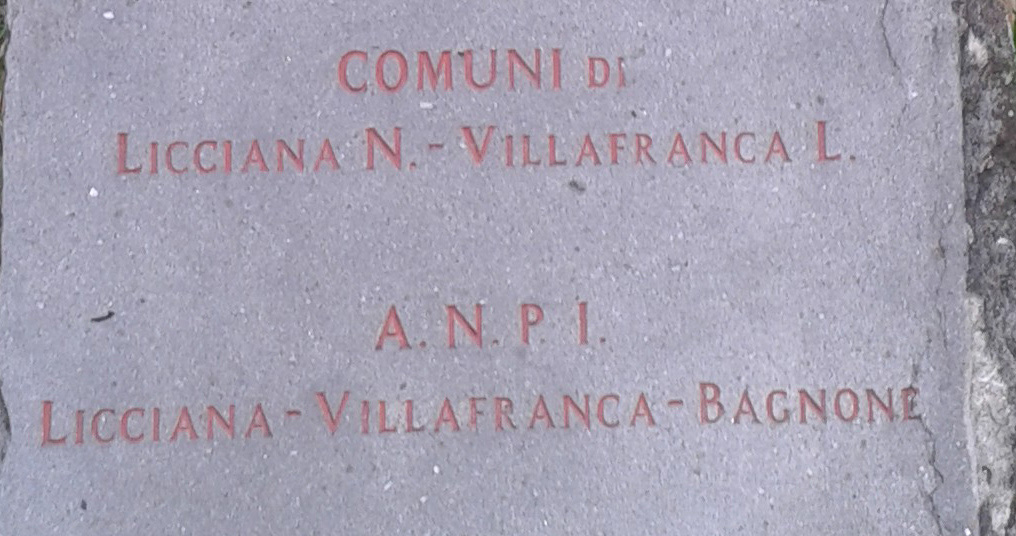 COMUNI DI
LICCIANA N. - VILLAFRANCA L.
A. N. P I.
LICCIANA - VILLAFRANCA - BAGNONE